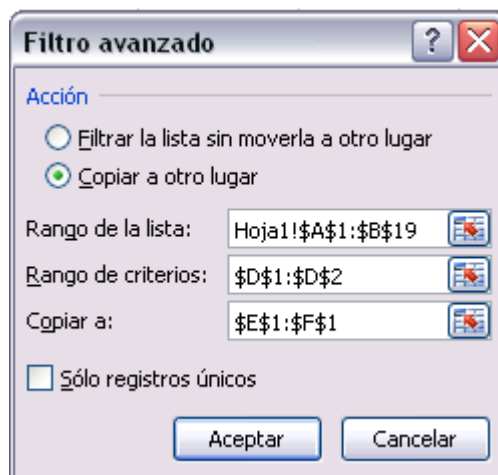 Filtro avanzado
Acción
Filtrar la lista sin moverla a otro lugar
Copiar a otro lugar
Rango de la lista: Hoja1!$A$1:$B$19
Rango de criterios: $D$1:$D$2
Copiar a: $E$1:$F$1
Sólo registros únicos
Aceptar Cancelar